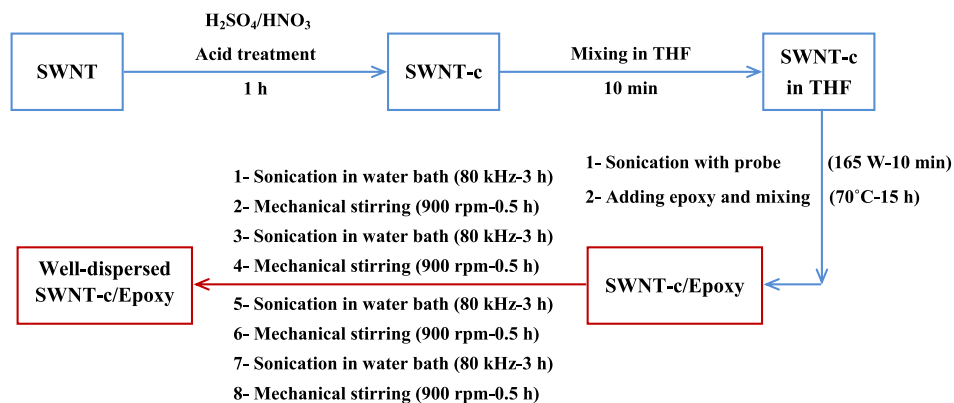 SWNT
H₂SO₄/HNO₃
Acid treatment
1 h
SWNT-c
Mixing in THF
10 min
SWNT-c
in THF
1- Sonication with probe (165 W-10 min)
2- Adding epoxy and mixing (70˚C-15 h)
SWNT-c/Epoxy
1- Sonication in water bath (80 kHz-3 h)
2- Mechanical stirring (900 rpm-0.5 h)
3- Sonication in water bath (80 kHz-3 h)
4- Mechanical stirring (900 rpm-0.5 h)
5- Sonication in water bath (80 kHz-3 h)
6- Mechanical stirring (900 rpm-0.5 h)
7- Sonication in water bath (80 kHz-3 h)
8- Mechanical stirring (900 rpm-0.5 h)
Well-dispersed
SWNT-c/Epoxy